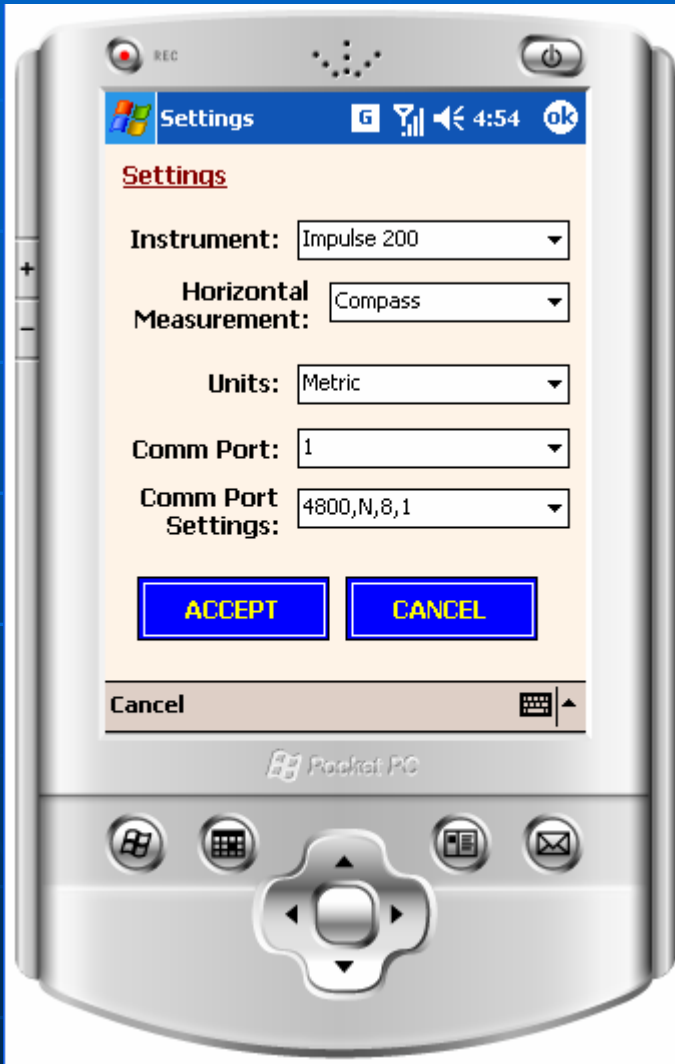 REC
Settings G 4:54 ok
Settings
Instrument: Impulse 200
Horizontal
Measurement: Compass
Units: Metric
Comm Port: 1
Comm Port
Settings: 4800,N,8,1
ACCEPT CANCEL
Cancel
Pocket PC